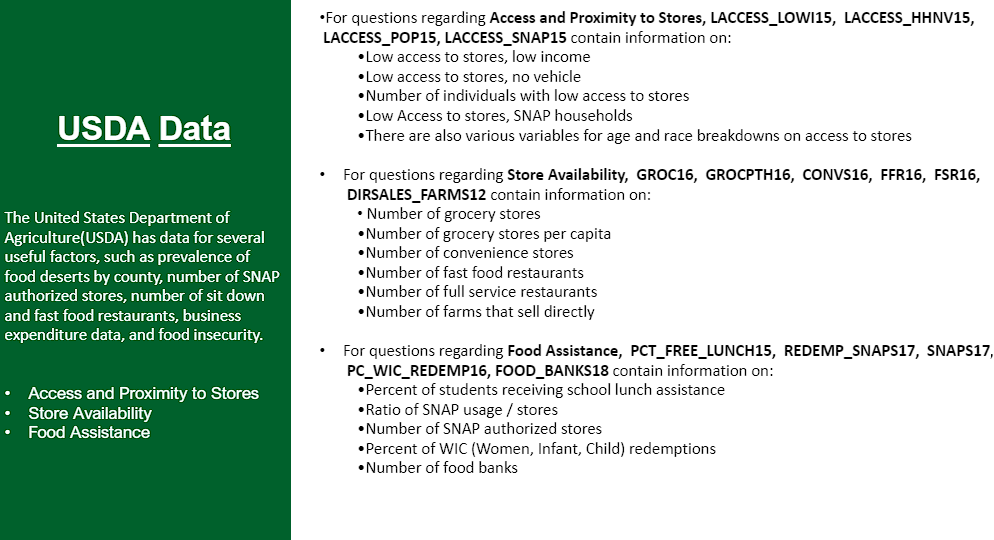 USDA Data
The United States Department of
Agriculture(USDA) has data for several
useful factors, such as prevalence of
food deserts by county, number of SNAP
authorized stores, number of sit down
and fast food restaurants, business
expenditure data, and food insecurity.
• Access and Proximity to Stores
• Store Availability
• Food Assistance
•For questions regarding Access and Proximity to Stores, LACCESS_LOWI15, LACCESS_HHNV15,
LACCESS_POP15, LACCESS_SNAP15 contain information on:
•Low access to stores, low income
•Low access to stores, no vehicle
•Number of individuals with low access to stores
•Low Access to stores, SNAP households
•There are also various variables for age and race breakdowns on access to stores
• For questions regarding Store Availability, GROC16, GROCPTH16, CONVS16, FFR16, FSR16,
DIRSALES_FARMS12 contain information on:
• Number of grocery stores
•Number of grocery stores per capita
•Number of convenience stores
•Number of fast food restaurants
•Number of full service restaurants
•Number of farms that sell directly
• For questions regarding Food Assistance, PCT_FREE_LUNCH15, REDEMP_SNAPS17, SNAPS17,
PC_WIC_REDEMP16, FOOD_BANKS18 contain information on:
•Percent of students receiving school lunch assistance
•Ratio of SNAP usage / stores
•Number of SNAP authorized stores
•Percent of WIC (Women, Infant, Child) redemptions
•Number of food banks